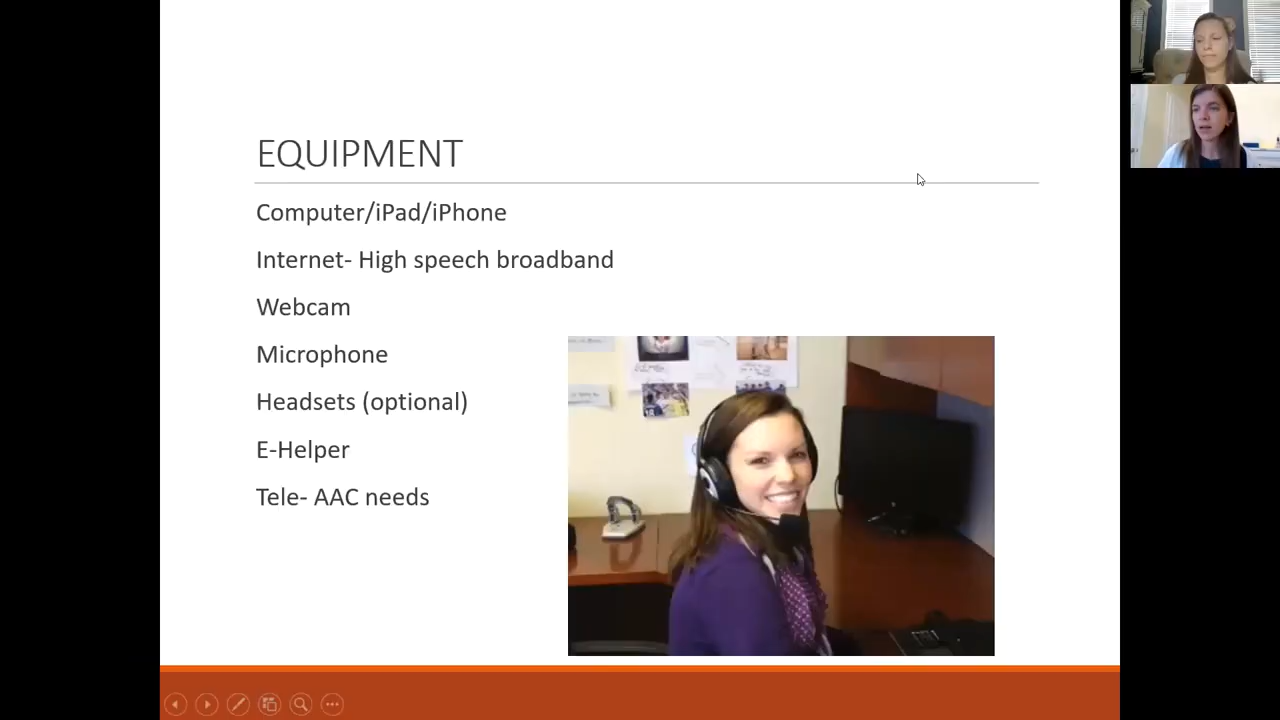 EQUIPMENT
Computer/iPad/iPhone
Internet- High speech broadband
Webcam
Microphone
Headsets (optional)
E-Helper
Tele- AAC needs